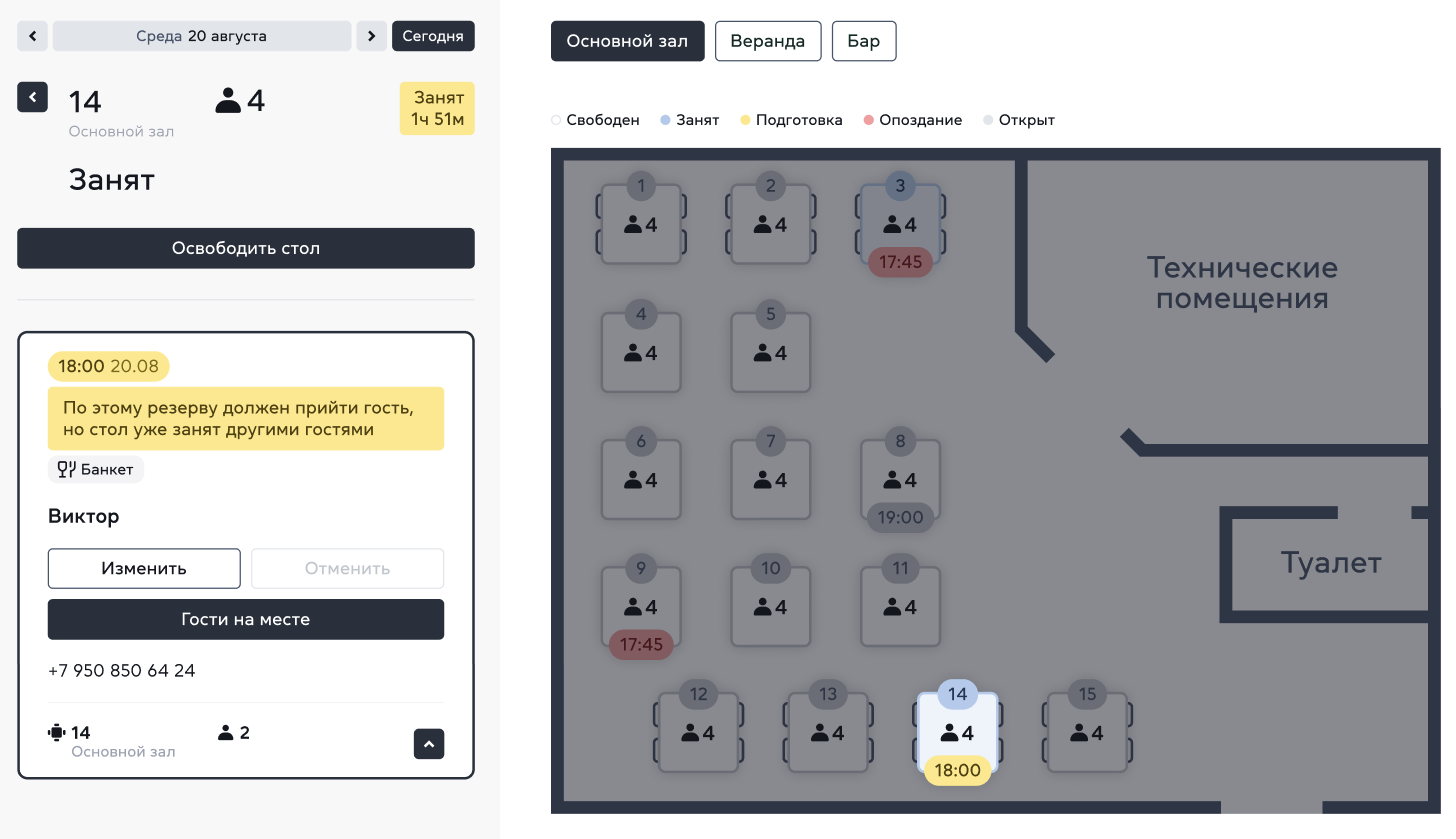 Среда 20 августа
Сегодня
14
4
Занят
1ч 51м
Основной зал
Занят
Освободить стол
18:00 20.08
По этому резерву должен прийти гость,
но стол уже занят другими гостями
Банкет
Виктор
Изменить
Отменить
Гости на месте
+7 950 850 64 24
14
2
Основной зал
Основной зал
Веранда
Бар
Свободен
Занят
Подготовка
Опоздание
Открыт
1
4
2
4
3
4
17:45
Технические
помещения
4
4
5
4
6
4
7
4
8
4
19:00
Туалет
9
4
17:45
10
4
11
4
12
4
13
4
14
4
18:00
15
4